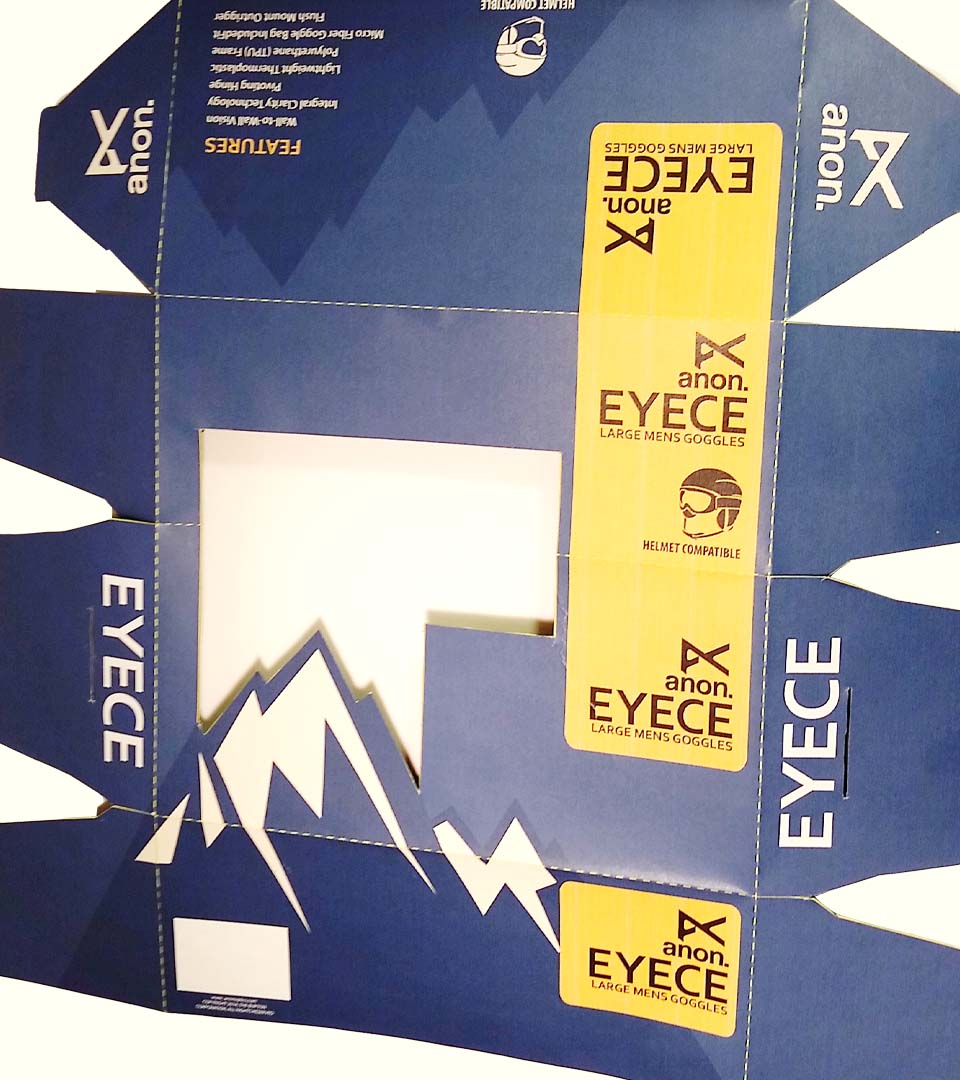 HELMET COMPATIBLE
FEATURES
Wall-to-Wall Vision
Integral Clarity Technology
Pivoting Hinge
Lightweight Thermoplastic
Polyurethane (TPU) Frame
Micro Fiber Goggle Bag IncludedFit
Flush Mount Outrigger
anon.
anon.
anon.
EYECE
LARGE MENS GOGGLES
anon.
EYECE
LARGE MENS GOGGLES
HELMET COMPATIBLE
anon.
EYECE
LARGE MENS GOGGLES
EYECE
EYECE
anon.
EYECE
LARGE MENS GOGGLES